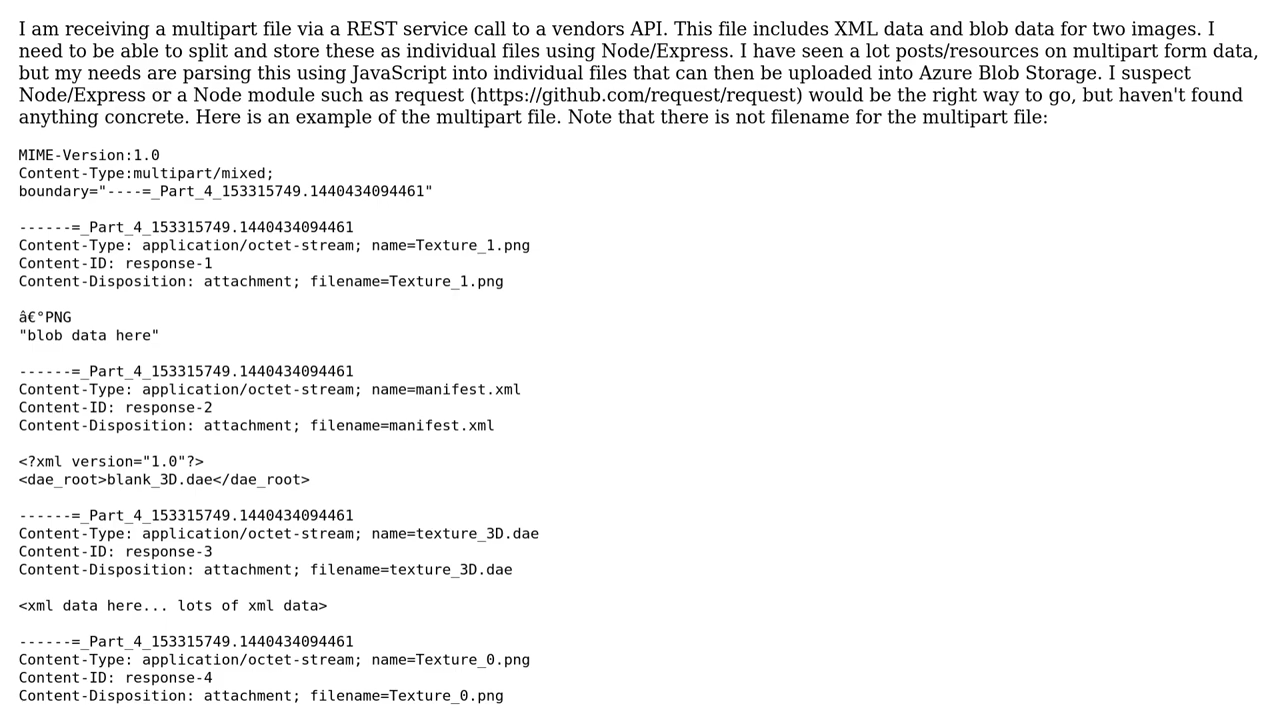 I am receiving a multipart file via a REST service call to a vendors API. This file includes XML data and blob data for two images. I
need to be able to split and store these as individual files using Node/Express. I have seen a lot posts/resources on multipart form data,
but my needs are parsing this using JavaScript into individual files that can then be uploaded into Azure Blob Storage. I suspect
Node/Express or a Node module such as request (https://github.com/request/request) would be the right way to go, but haven't found
anything concrete. Here is an example of the multipart file. Note that there is not filename for the multipart file:
MIME-Version:1.0
Content-Type:multipart/mixed;
boundary="----=_Part_4_153315749.1440434094461"
------=_Part_4_153315749.1440434094461
Content-Type: application/octet-stream; name=Texture_1.png
Content-ID: response-1
Content-Disposition: attachment; filename=Texture_1.png
â€°PNG
"blob data here"
------=_Part_4_153315749.1440434094461
Content-Type: application/octet-stream; name=manifest.xml
Content-ID: response-2
Content-Disposition: attachment; filename=manifest.xml
<?xml version="1.0"?>
<dae_root>blank_3D.dae</dae_root>
------=_Part_4_153315749.1440434094461
Content-Type: application/octet-stream; name=texture_3D.dae
Content-ID: response-3
Content-Disposition: attachment; filename=texture_3D.dae
<xml data here... lots of xml data>
------=_Part_4_153315749.1440434094461
Content-Type: application/octet-stream; name=Texture_0.png
Content-ID: response-4
Content-Disposition: attachment; filename=Texture_0.png